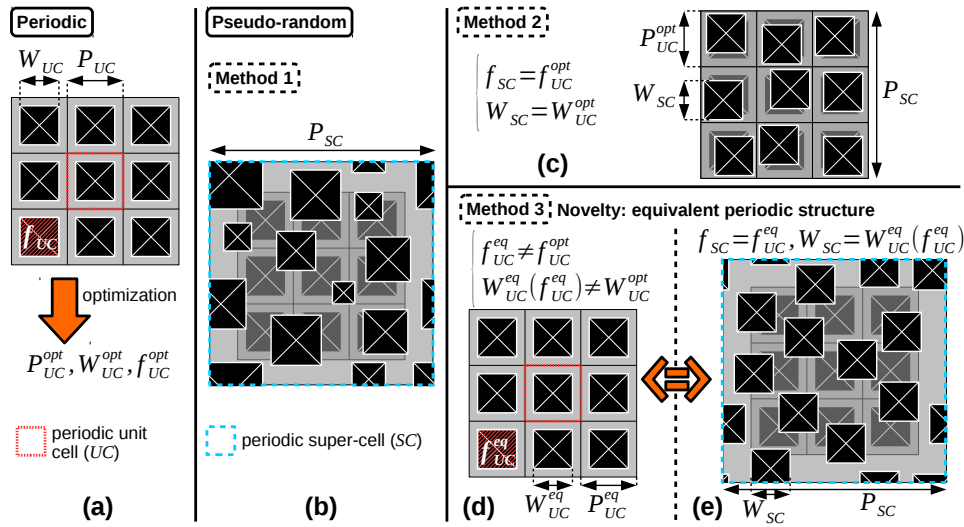 Periodic
W_UC P_UC
f_UC
optimization
P_UC^opt, W_UC^opt, f_UC^opt
periodic unit
cell (UC)
(a)
Pseudo-random
Method 1
P_SC
periodic super-cell (SC)
(b)
Method 2
f_SC=f_UC^opt
W_SC=W_UC^opt
(c)
P_UC^opt
W_SC
P_SC
Method 3 Novelty: equivalent periodic structure
f_UC^eq≠f_UC^opt
W_UC^eq(f_UC^eq)≠W_UC^opt
f_UC^eq
W_UC^eq P_UC^eq
(d)
f_SC=f_UC^eq, W_SC=W_UC^eq(f_UC^eq)
=
W_SC P_SC
(e)